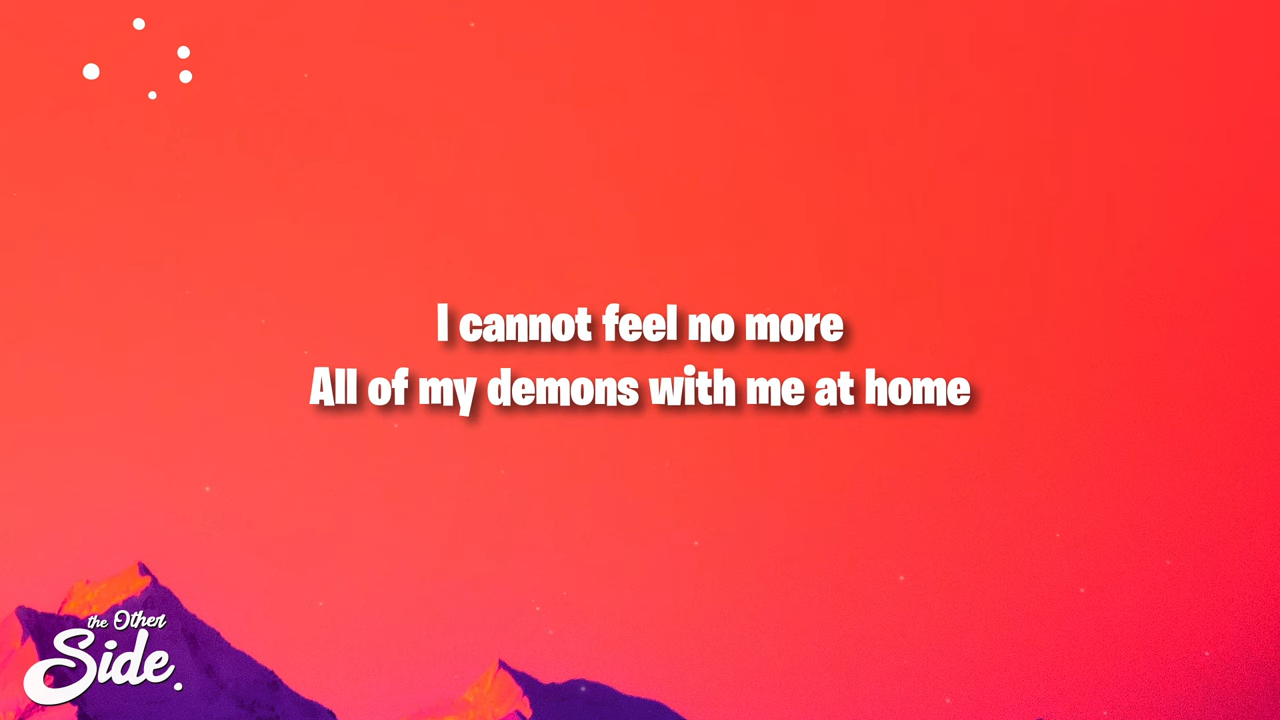 I cannot feel no more
All of my demons with me at home
the Other
Side.